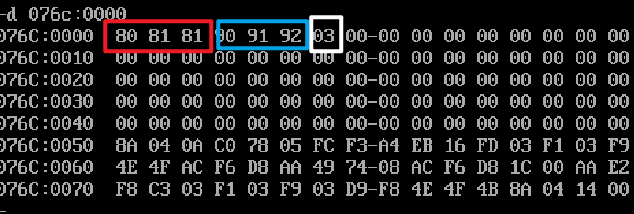 -d 076c:0000
076C:0000 80 81 81 90 91 92 03 00-00 00 00 00 00 00 00 00
076C:0010 00 00 00 00 00 00 00 00-00 00 00 00 00 00 00 00
076C:0020 00 00 00 00 00 00 00 00-00 00 00 00 00 00 00 00
076C:0030 00 00 00 00 00 00 00 00-00 00 00 00 00 00 00 00
076C:0040 00 00 00 00 00 00 00 00-00 00 00 00 00 00 00 00
076C:0050 8A 04 0A C0 78 05 FC F3-A4 EB 16 FD 03 F1 03 F9
076C:0060 4E 4F AC F6 D8 AA 49 74-08 AC F6 D8 1C 00 AA E2
076C:0070 F8 C3 03 F1 03 F9 03 D9-F8 4E 4F 4B 8A 04 14 00